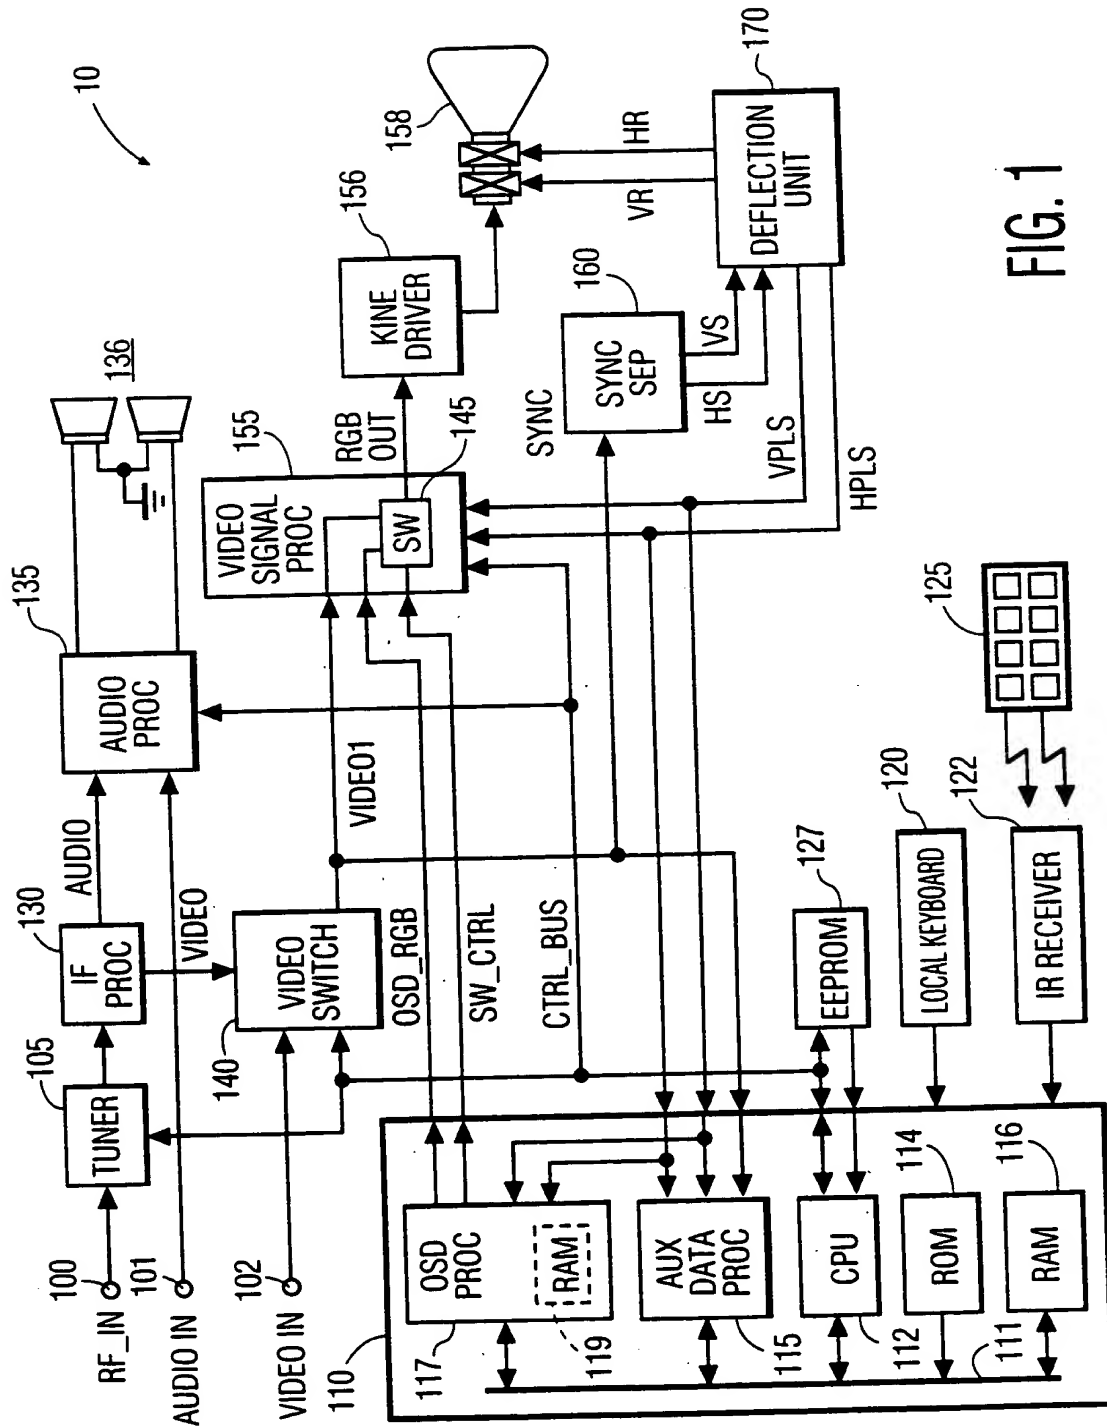 10
RF_IN
100
105
TUNER
130
IF
PROC
AUDIO
135
AUDIO
PROC
136
AUDIO IN
101
VIDEO
VIDEO IN
102
140
VIDEO
SWITCH
VIDEO1
155
VIDEO
SIGNAL
PROC
SW
145
RGB
OUT
156
KINE
DRIVER
158
OSD_RGB
SW_CTRL
CTRL_BUS
SYNC
160
SYNC
SEP
VS
HS
VR
HR
170
DEFLECTION
UNIT
VPLS
HPLS
110
117
OSD
PROC
RAM
119
AUX
DATA
PROC
115
CPU
112
ROM
114
RAM
116
111
127
EEPROM
120
LOCAL KEYBOARD
122
IR RECEIVER
125
FIG. 1